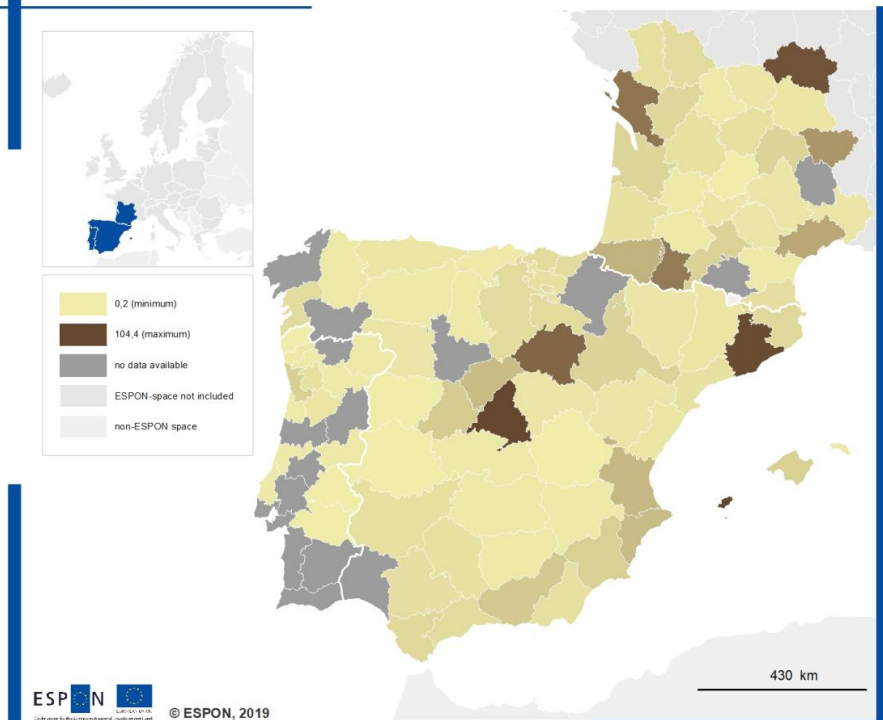 0,2 (minimum)
104,4 (maximum)
no data available
ESPON-space not included
non-ESPON space
430 km
ESPON
© ESPON, 2019